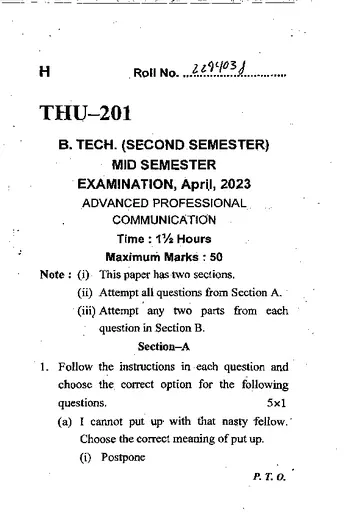 H Roll No. ....................
THU–201
B. TECH. (SECOND SEMESTER)
MID SEMESTER
EXAMINATION, April, 2023
ADVANCED PROFESSIONAL
COMMUNICATION
Time : 1½ Hours
Maximum Marks : 50
Note : (i) This paper has two sections.
(ii) Attempt all questions from Section A.
(iii) Attempt any two parts from each
question in Section B.
Section–A
1. Follow the instructions in each question and
choose the correct option for the following
questions. 5x1
(a) I cannot put up with that nasty fellow.
Choose the correct meaning of put up.
(i) Postpone
P. T. O.